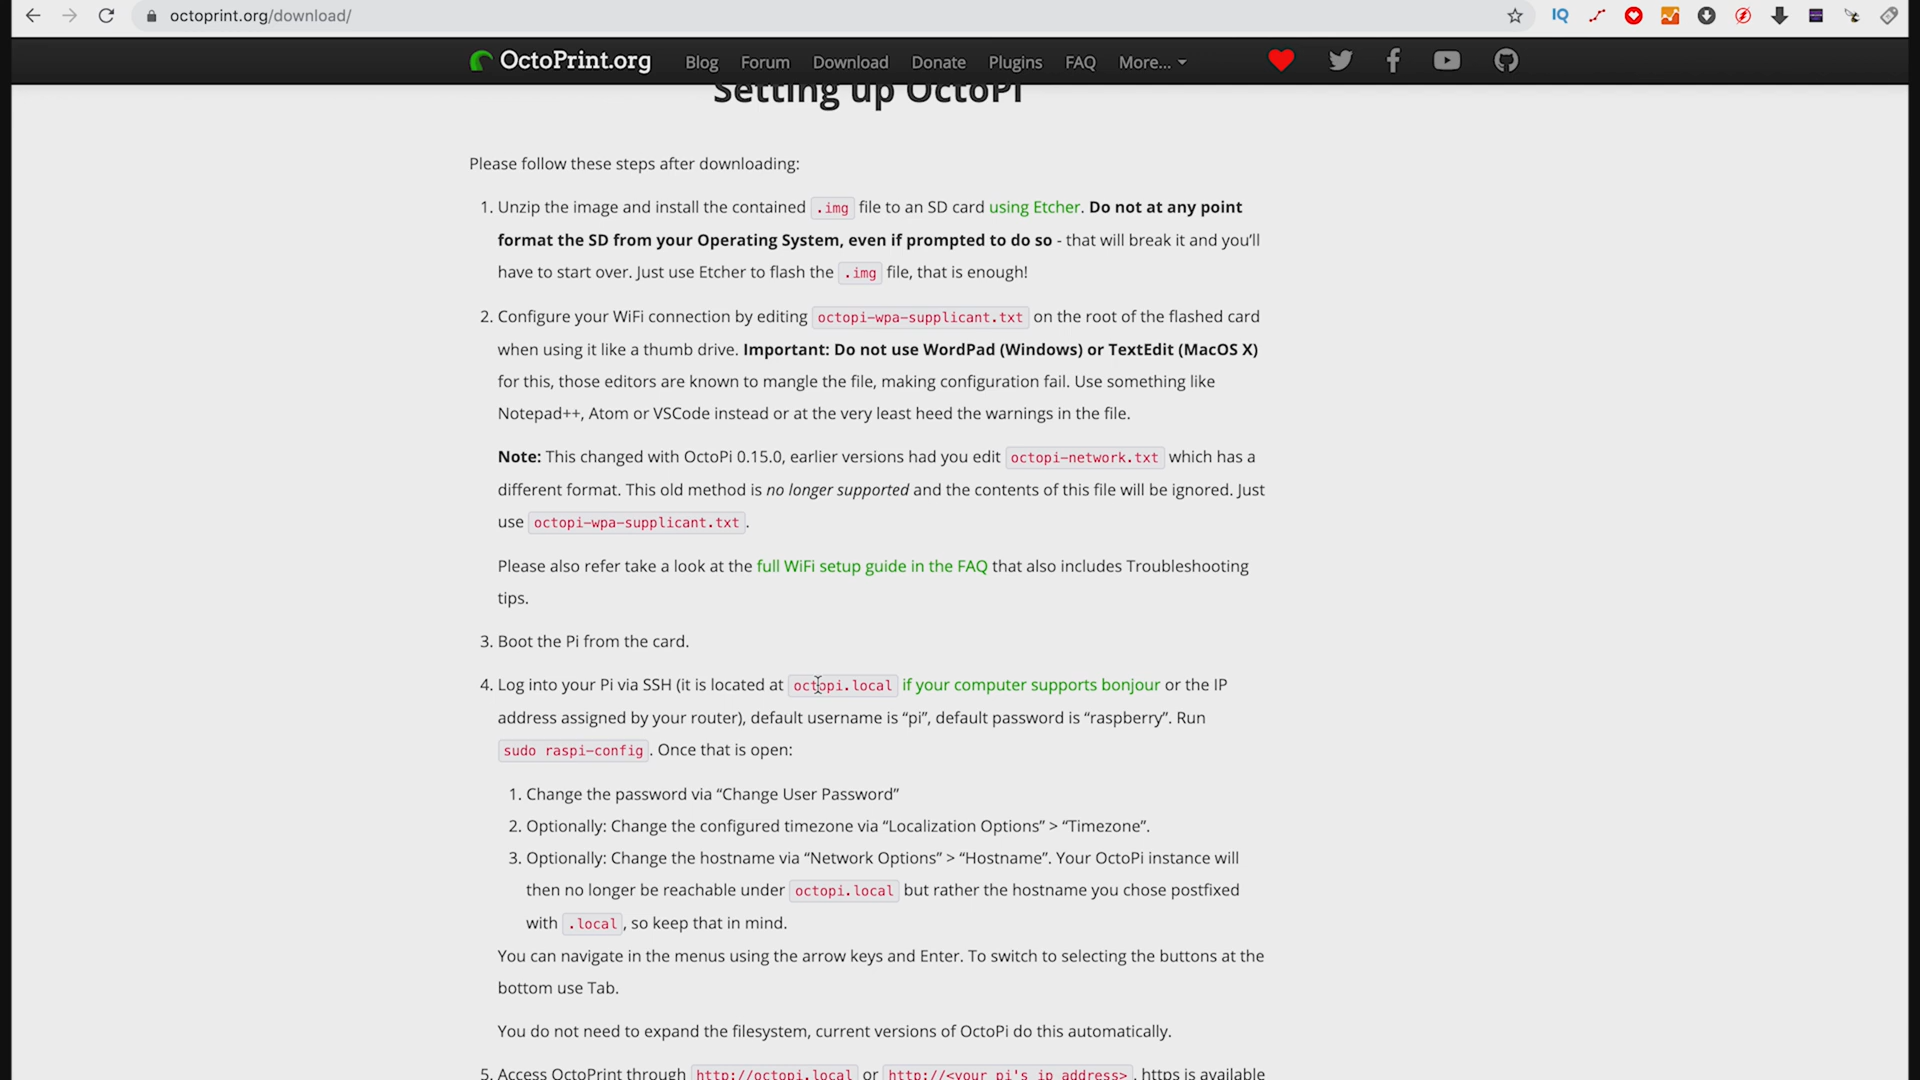 octoprint.org/download/
IQ
OctoPrint.org Blog Forum Download Donate Plugins FAQ More...
Setting up OctoPi
Please follow these steps after downloading:
1. Unzip the image and install the contained .img file to an SD card using Etcher. Do not at any point
format the SD from your Operating System, even if prompted to do so - that will break it and you’ll
have to start over. Just use Etcher to flash the .img file, that is enough!
2. Configure your WiFi connection by editing octopi-wpa-supplicant.txt on the root of the flashed card
when using it like a thumb drive. Important: Do not use WordPad (Windows) or TextEdit (MacOS X)
for this, those editors are known to mangle the file, making configuration fail. Use something like
Notepad++, Atom or VSCode instead or at the very least heed the warnings in the file.
Note: This changed with OctoPi 0.15.0, earlier versions had you edit octopi-network.txt which has a
different format. This old method is no longer supported and the contents of this file will be ignored. Just
use octopi-wpa-supplicant.txt.
Please also refer take a look at the full WiFi setup guide in the FAQ that also includes Troubleshooting
tips.
3. Boot the Pi from the card.
4. Log into your Pi via SSH (it is located at octopi.local if your computer supports bonjour or the IP
address assigned by your router), default username is “pi”, default password is “raspberry”. Run
sudo raspi-config. Once that is open:
1. Change the password via “Change User Password”
2. Optionally: Change the configured timezone via “Localization Options” > “Timezone”.
3. Optionally: Change the hostname via “Network Options” > “Hostname”. Your OctoPi instance will
then no longer be reachable under octopi.local but rather the hostname you chose postfixed
with .local, so keep that in mind.
You can navigate in the menus using the arrow keys and Enter. To switch to selecting the buttons at the
bottom use Tab.
You do not need to expand the filesystem, current versions of OctoPi do this automatically.
5. Access OctoPrint through http://octopi.local or http://<your pi's ip address>. https is available